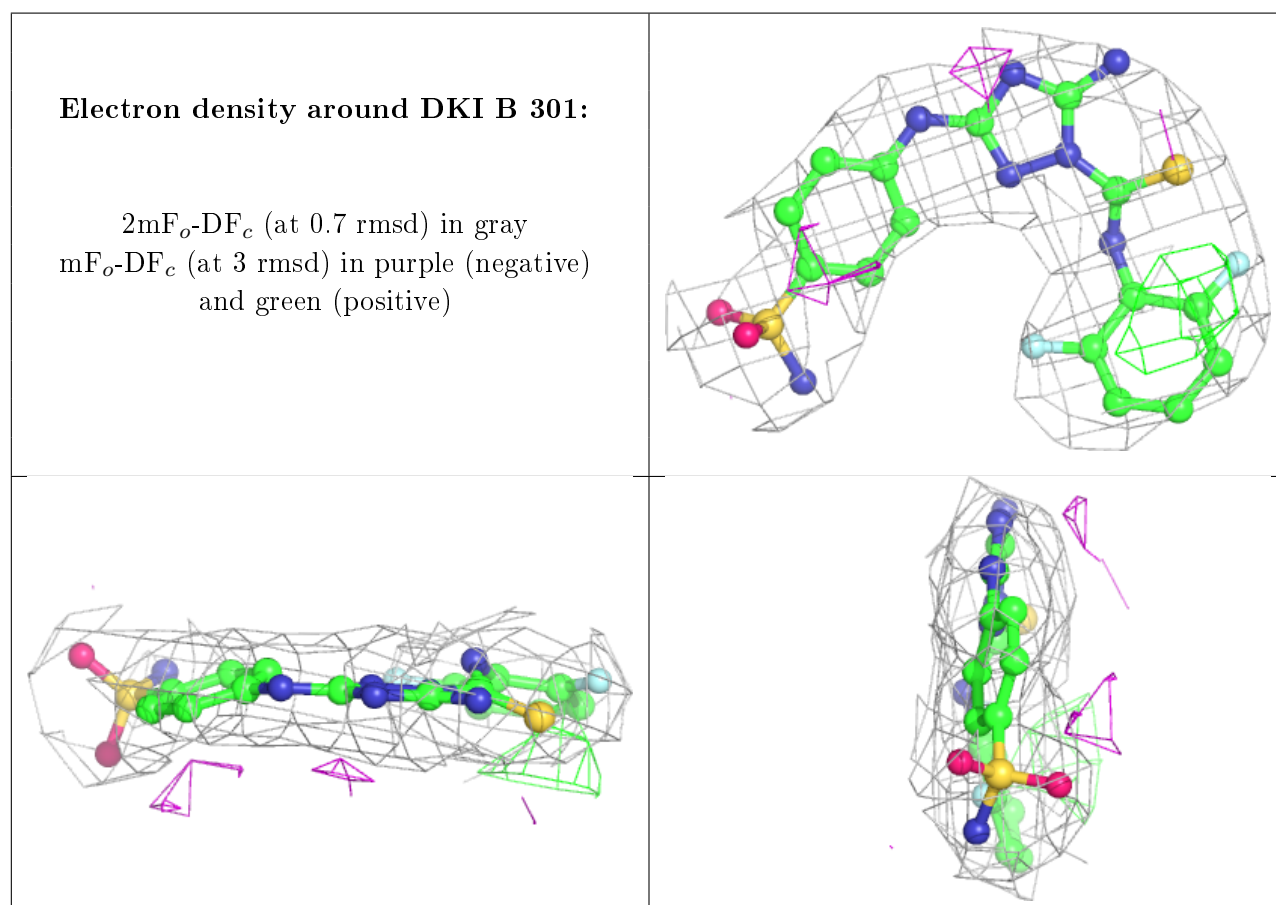 Electron density around DKI B 301:
2mFo-DFc (at 0.7 rmsd) in gray
mFo-DFc (at 3 rmsd) in purple (negative)
and green (positive)